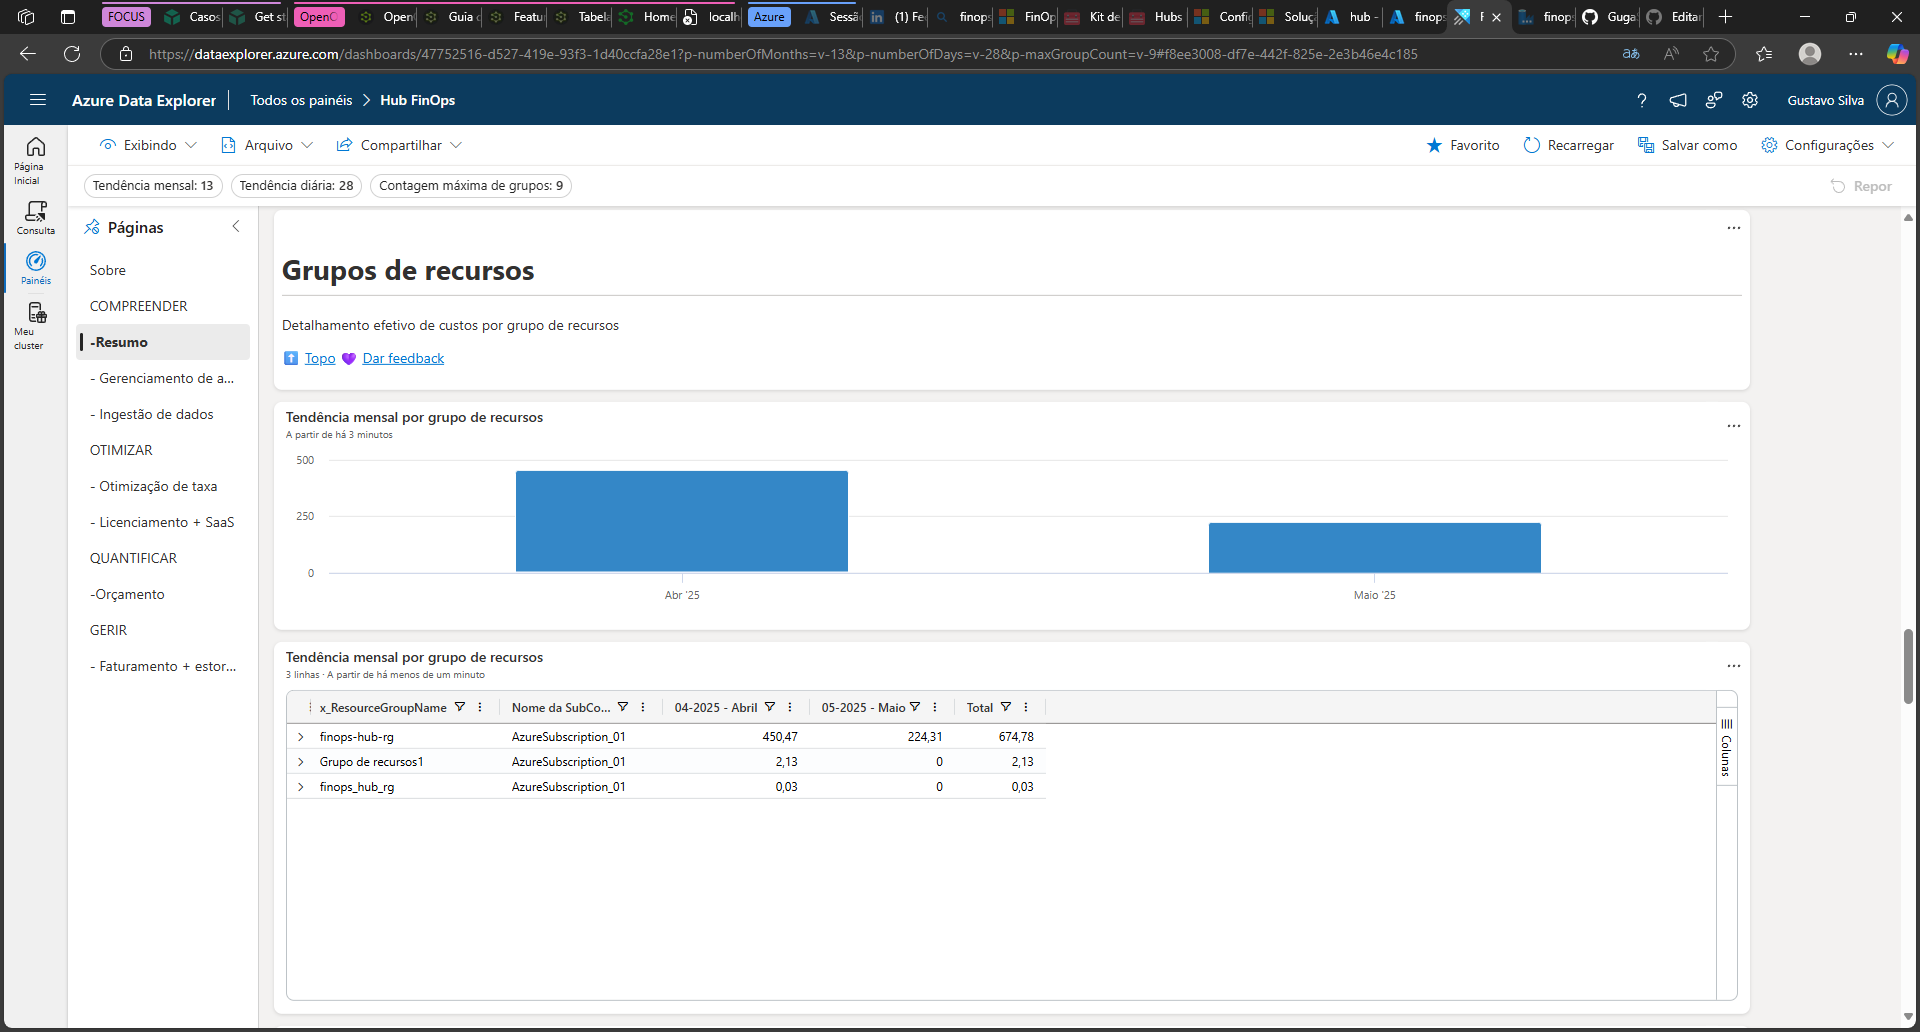 FOCUS
Casos
Get st
OpenC
Open
Guia c
Featur
Tabela
Home
localh
Azure
Sessã
(1) Fe
finops
FinOp
Kit de
Hubs
Config
Soluç
hub -
finops
F
finops
Guga
Editar
https://dataexplorer.azure.com/dashboards/47752516-d527-419e-93f3-1d40ccfa28e1?p-numberOfMonths=v-13&p-numberOfDays=v-28&p-maxGroupCount=v-9#f8ee3008-df7e-442f-825e-2e3b46e4c185
Azure Data Explorer
Todos os painéis > Hub FinOps
Gustavo Silva
Página Inicial
Consulta
Painéis
Meu cluster
Exibindo
Arquivo
Compartilhar
Favorito
Recarregar
Salvar como
Configurações
Tendência mensal: 13
Tendência diária: 28
Contagem máxima de grupos: 9
Repor
Páginas
Sobre
COMPREENDER
-Resumo
- Gerenciamento de a...
- Ingestão de dados
OTIMIZAR
- Otimização de taxa
- Licenciamento + SaaS
QUANTIFICAR
-Orçamento
GERIR
- Faturamento + estor...
Grupos de recursos
Detalhamento efetivo de custos por grupo de recursos
Topo Dar feedback
Tendência mensal por grupo de recursos
A partir de há 3 minutos
500
250
0
Abr '25
Maio '25
Tendência mensal por grupo de recursos
3 linhas · A partir de há menos de um minuto
x_ResourceGroupName Nome da SubCo... 04-2025 - Abril 05-2025 - Maio Total
finops-hub-rg AzureSubscription_01 450,47 224,31 674,78
Grupo de recursos1 AzureSubscription_01 2,13 0 2,13
finops_hub_rg AzureSubscription_01 0,03 0 0,03
Colunas